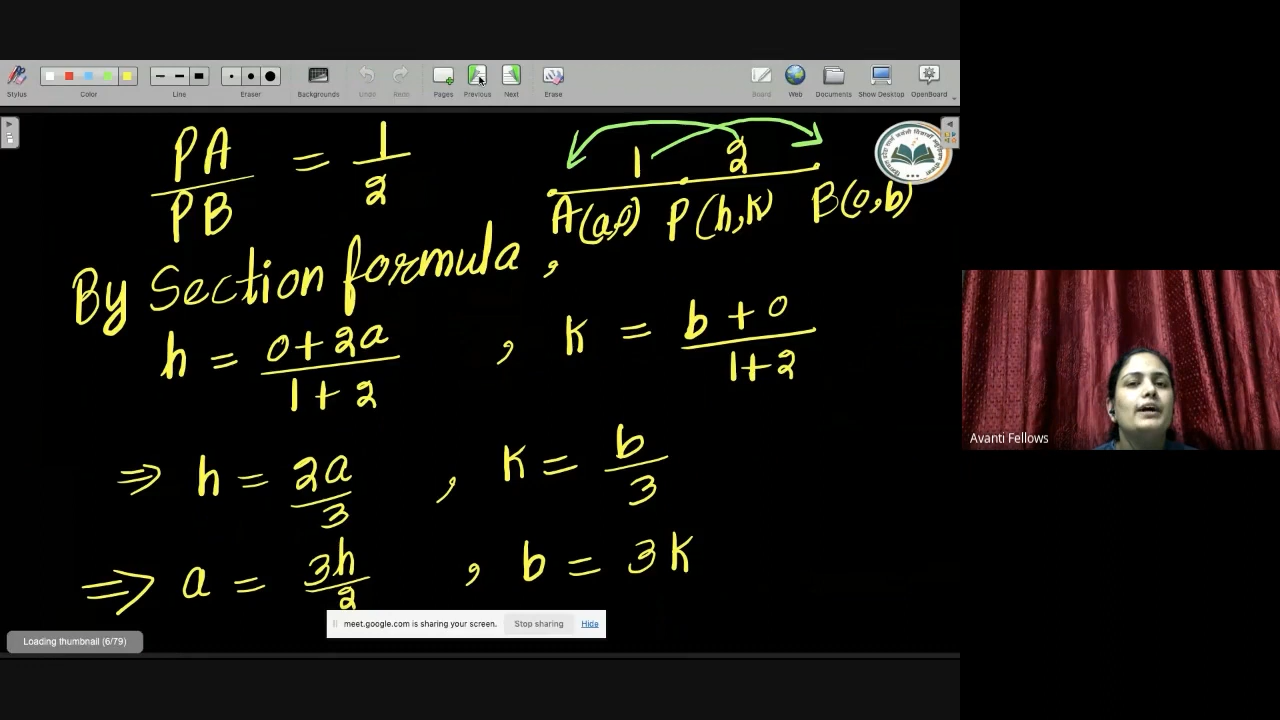 Stylus Color Line Eraser Backgrounds Undo Redo Pages Previous Next Erase Board Web Documents Show Desktop OpenBoard
PA/PB = 1/2
1 2
A(a,0) P(h,k) B(0,b)
By Section formula,
h = 0+2a/1+2 , k = b+0/1+2
⇒ h = 2a/3 , k = b/3
⇒ a = 3h/2 , b = 3k
meet.google.com is sharing your screen. Stop sharing Hide
Loading thumbnail (6/79)
Avanti Fellows